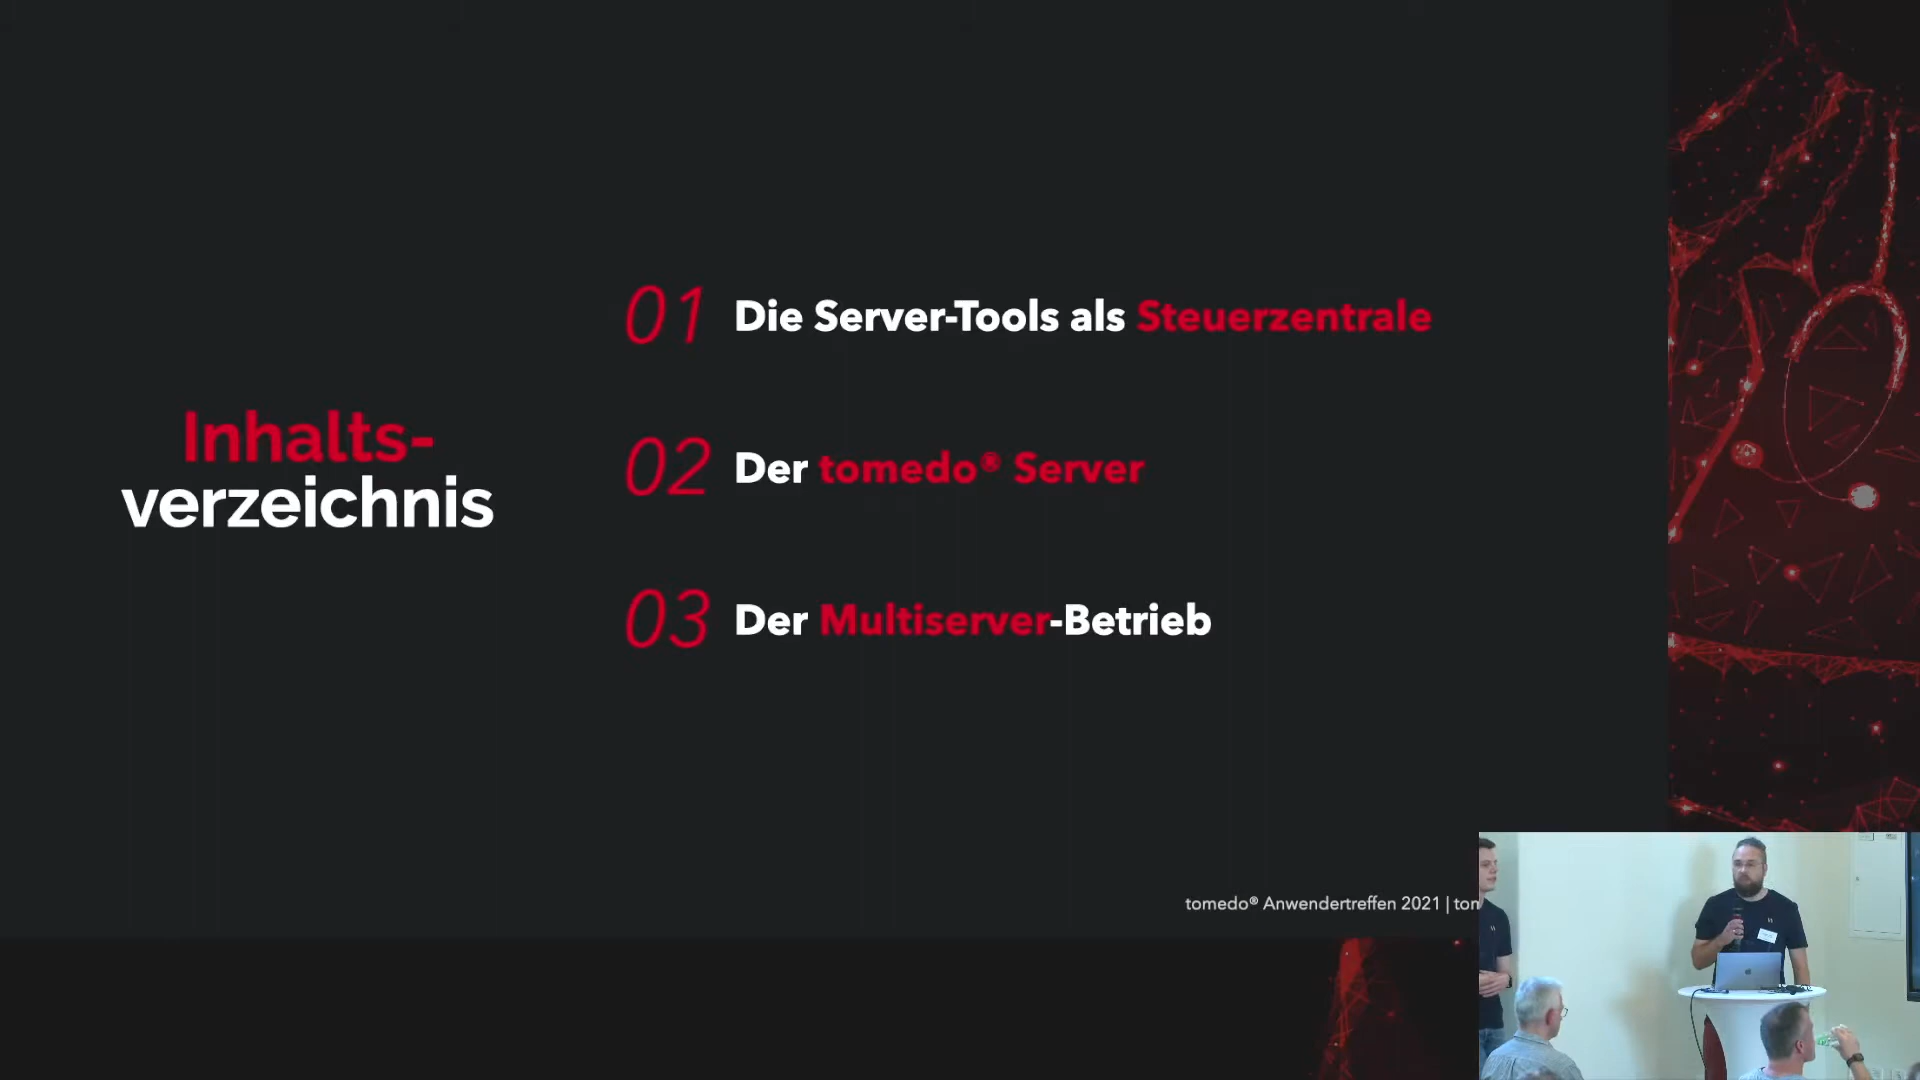 Inhalts-
verzeichnis
01 Die Server-Tools als Steuerzentrale
02 Der tomedo® Server
03 Der Multiserver-Betrieb
tomedo® Anwendertreffen 2021 |